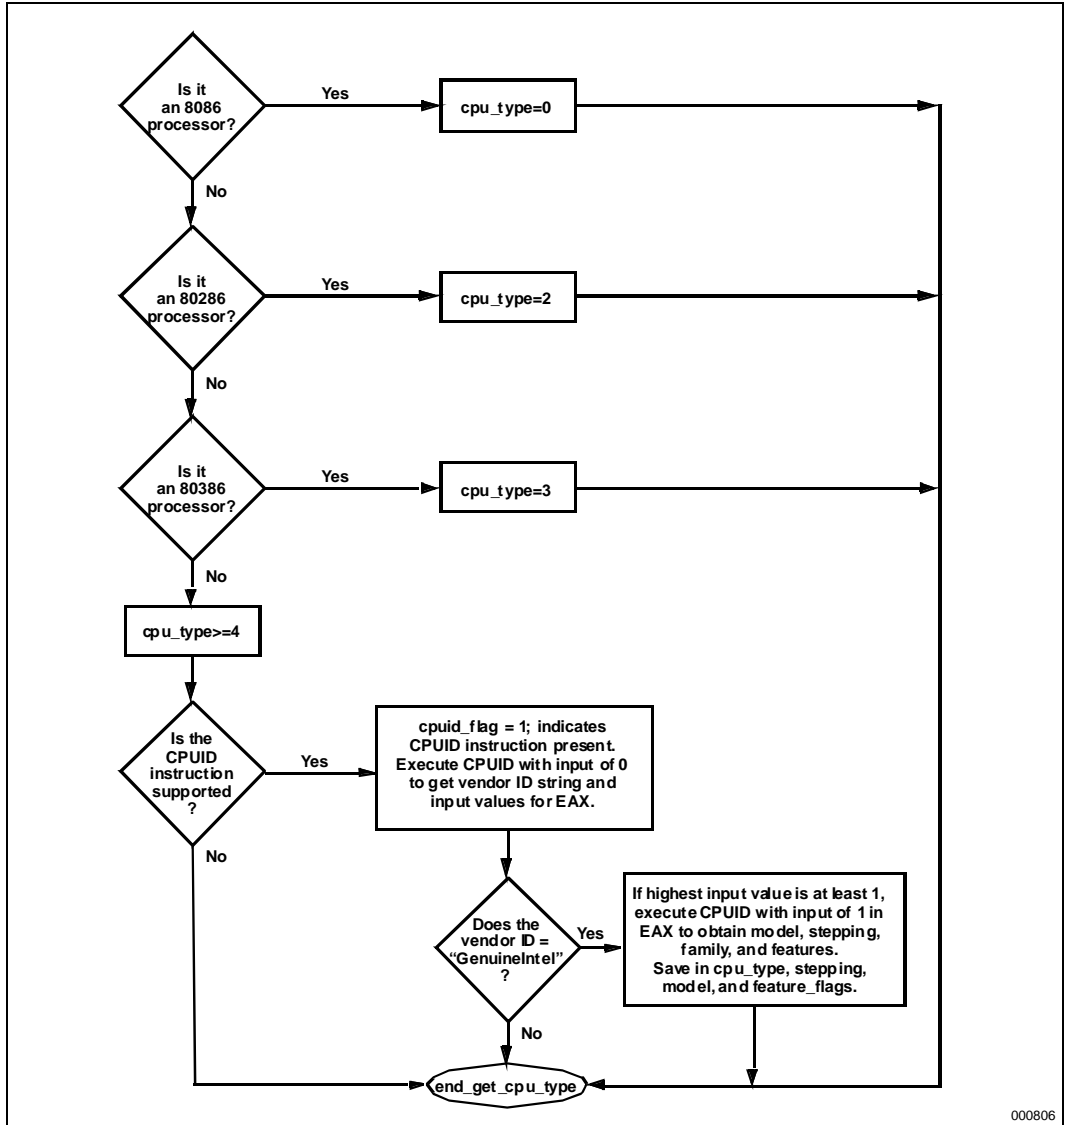 Is it
an 8086
processor?
Yes
cpu_type=0
No
Is it
an 80286
processor?
Yes
cpu_type=2
No
Is it
an 80386
processor?
Yes
cpu_type=3
No
cpu_type>=4
Is the
CPUID
instruction
supported
?
Yes
cpuid_flag = 1; indicates
CPUID instruction present.
Execute CPUID with input of 0
to get vendor ID string and
input values for EAX.
No
Does the
vendor ID =
“GenuineIntel”
?
Yes
If highest input value is at least 1,
execute CPUID with input of 1 in
EAX to obtain model, stepping,
family, and features.
Save in cpu_type, stepping,
model, and feature_flags.
No
end_get_cpu_type
000806